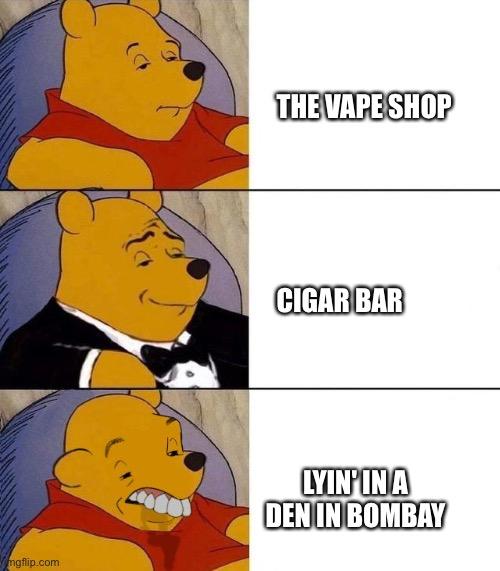 THE VAPE SHOP
CIGAR BAR
LYIN' IN A
DEN IN BOMBAY
imgflip.com